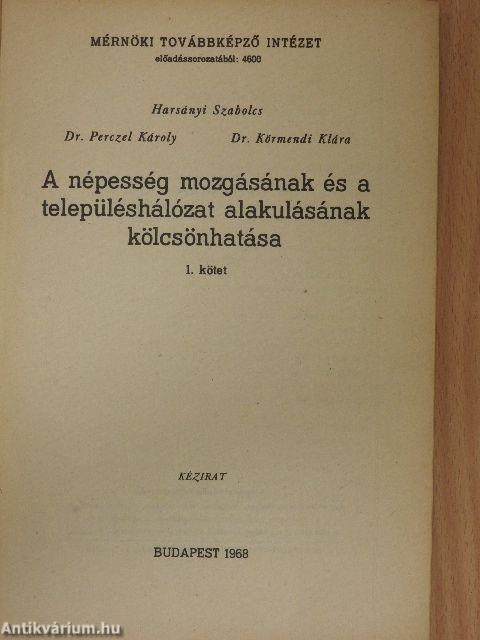 MÉRNÖKI TOVÁBBKÉPZŐ INTÉZET
előadássorozatából: 4600
Harsányi Szabolcs
Dr. Perczel Károly Dr. Körmendi Klára
A népesség mozgásának és a
településhálózat alakulásának
kölcsönhatása
1. kötet
KÉZIRAT
BUDAPEST 1968
Antikvárium.hu